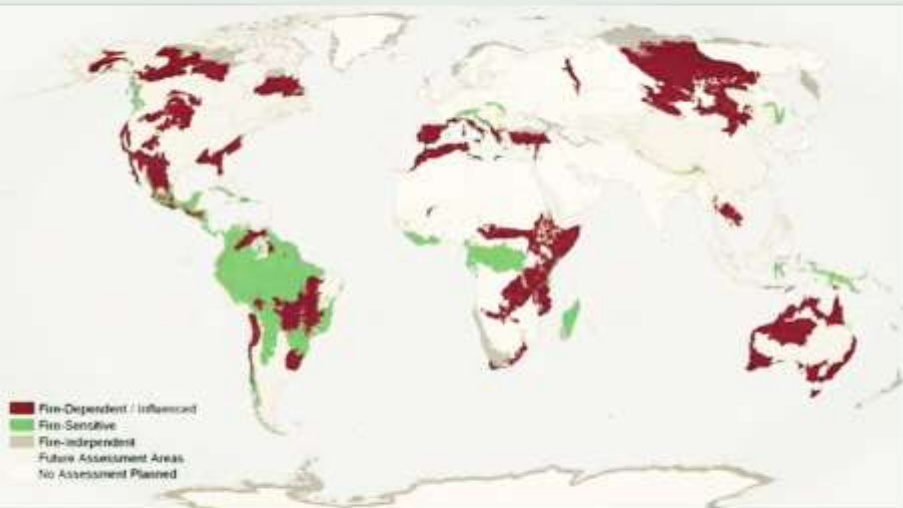 Fire-Dependent / Influenced
Fire-Sensitive
Fire-Independent
Future Assessment Areas
No Assessment Planned